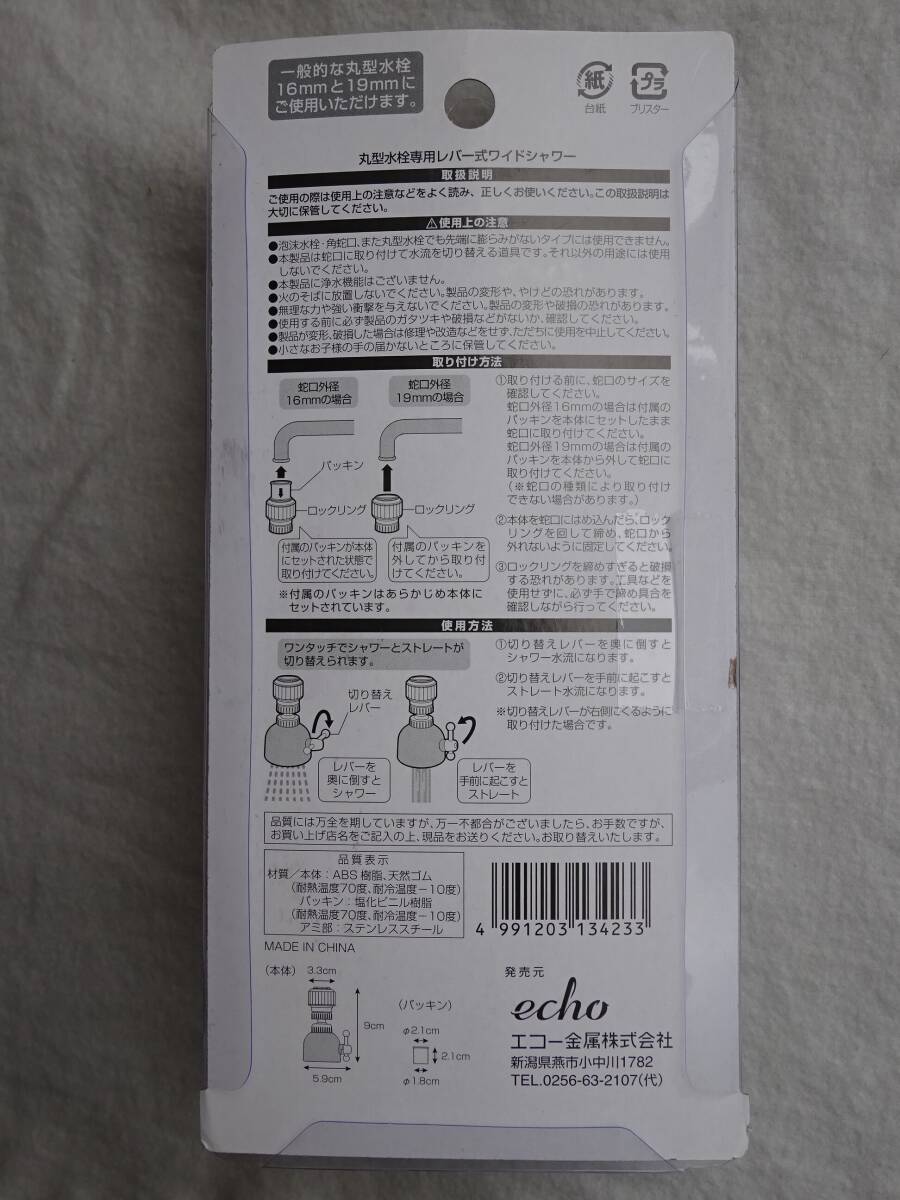 一般的な丸型水栓
16mmと19mmに
ご使用いただけます。
紙
台紙
プラ
ブリスター
丸型水栓専用レバー式ワイドシャワー
取扱説明
ご使用の際は使用上の注意などをよく読み、正しくお使いください。この取扱説明は
大切に保管してください。
⚠使用上の注意
●泡沫水栓・角蛇口、また丸型水栓でも先端に膨らみがないタイプには使用できません。
●本製品は蛇口に取り付けて水流を切り替える道具です。それ以外の用途には使用
しないでください。
●本製品に浄水機能はございません。
●火のそばに放置しないでください。製品の変形や、やけどの恐れがあります。
●無理な力や強い衝撃を与えないでください。製品の変形や破損の恐れがあります。
●使用する前に必ず製品のガタツキや破損などがないか、確認してください。
●製品が変形、破損した場合は修理や改造などをせず、ただちに使用を中止してください。
●小さなお子様の手の届かないところに保管してください。
取り付け方法
蛇口外径
16mmの場合
蛇口外径
19mmの場合
パッキン
ロックリング
ロックリング
付属のパッキンが本体
にセットされた状態で
取り付けてください。
付属のパッキンを
外してから取り付
けてください。
※付属のパッキンはあらかじめ本体に
セットされています。
①取り付ける前に、蛇口のサイズを
確認してください。
蛇口外径16mmの場合は付属の
パッキンを本体にセットしたまま
蛇口に取り付けてください。
蛇口外径19mmの場合は付属の
パッキンを本体から外して蛇口に
取り付けてください。
（※蛇口の種類により取り付け
できない場合があります。）
②本体を蛇口にはめ込んだら、ロック
リングを回して締め、蛇口から
外れないように固定してください。
③ロックリングを締めすぎると破損
する恐れがあります。工具などを
使用せずに、必ず手で締め具合を
確認しながら行ってください。
使用方法
ワンタッチでシャワーとストレートが
切り替えられます。
切り替え
レバー
レバーを
奥に倒すと
シャワー
レバーを
手前に起こすと
ストレート
①切り替えレバーを奥に倒すと
シャワー水流になります。
②切り替えレバーを手前に起こすと
ストレート水流になります。
※切り替えレバーが右側にくるように
取り付けた場合です。
品質には万全を期していますが、万一不都合がございましたら、お手数ですが、
お買い上げ店名をご記入の上、現品をお送りください。お取り替えいたします。
品質表示
材質／本体：ABS樹脂、天然ゴム
（耐熱温度70度、耐冷温度－10度）
パッキン：塩化ビニル樹脂
（耐熱温度70度、耐冷温度－10度）
アミ部：ステンレススチール
MADE IN CHINA
4 991203 134233
（本体）
3.3cm
9cm
5.9cm
（パッキン）
φ2.1cm
2.1cm
φ1.8cm
発売元
echo
エコー金属株式会社
新潟県燕市小中川1782
TEL.0256-63-2107(代)